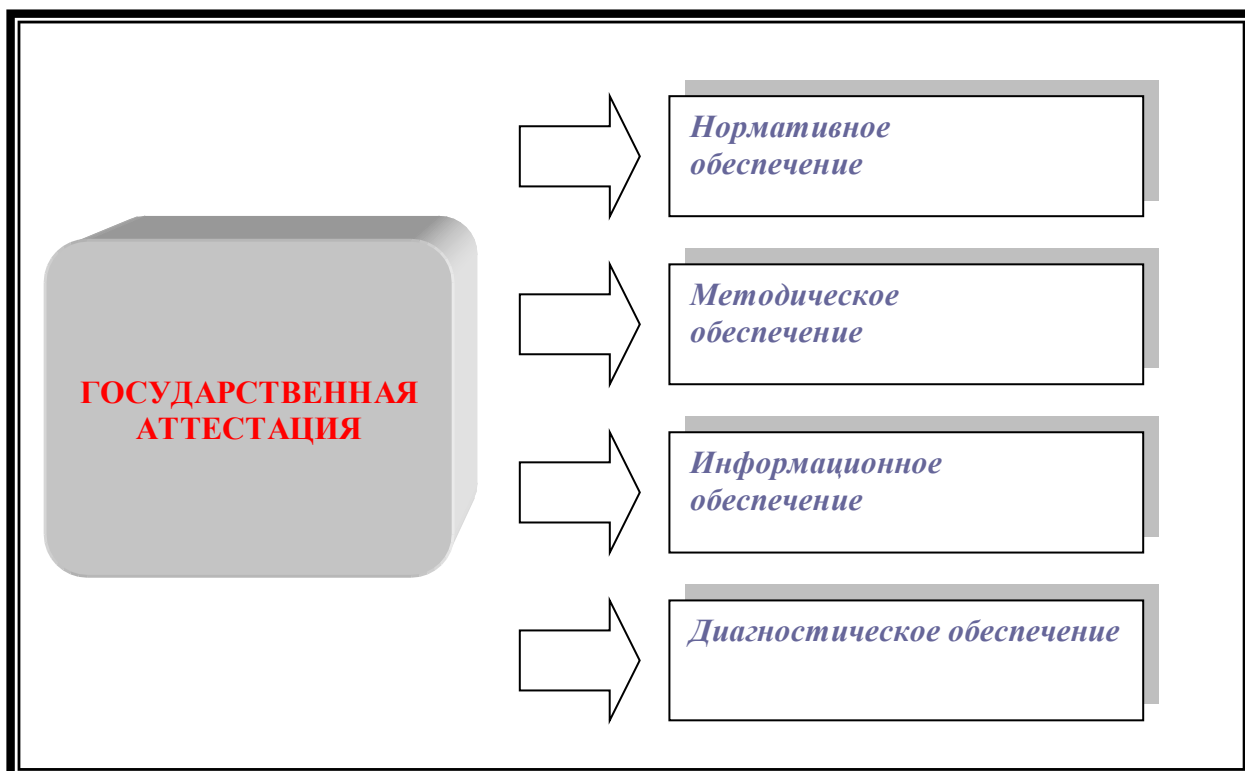 ГОСУДАРСТВЕННАЯ
АТТЕСТАЦИЯ
Нормативное
обеспечение
Методическое
обеспечение
Информационное
обеспечение
Диагностическое обеспечение